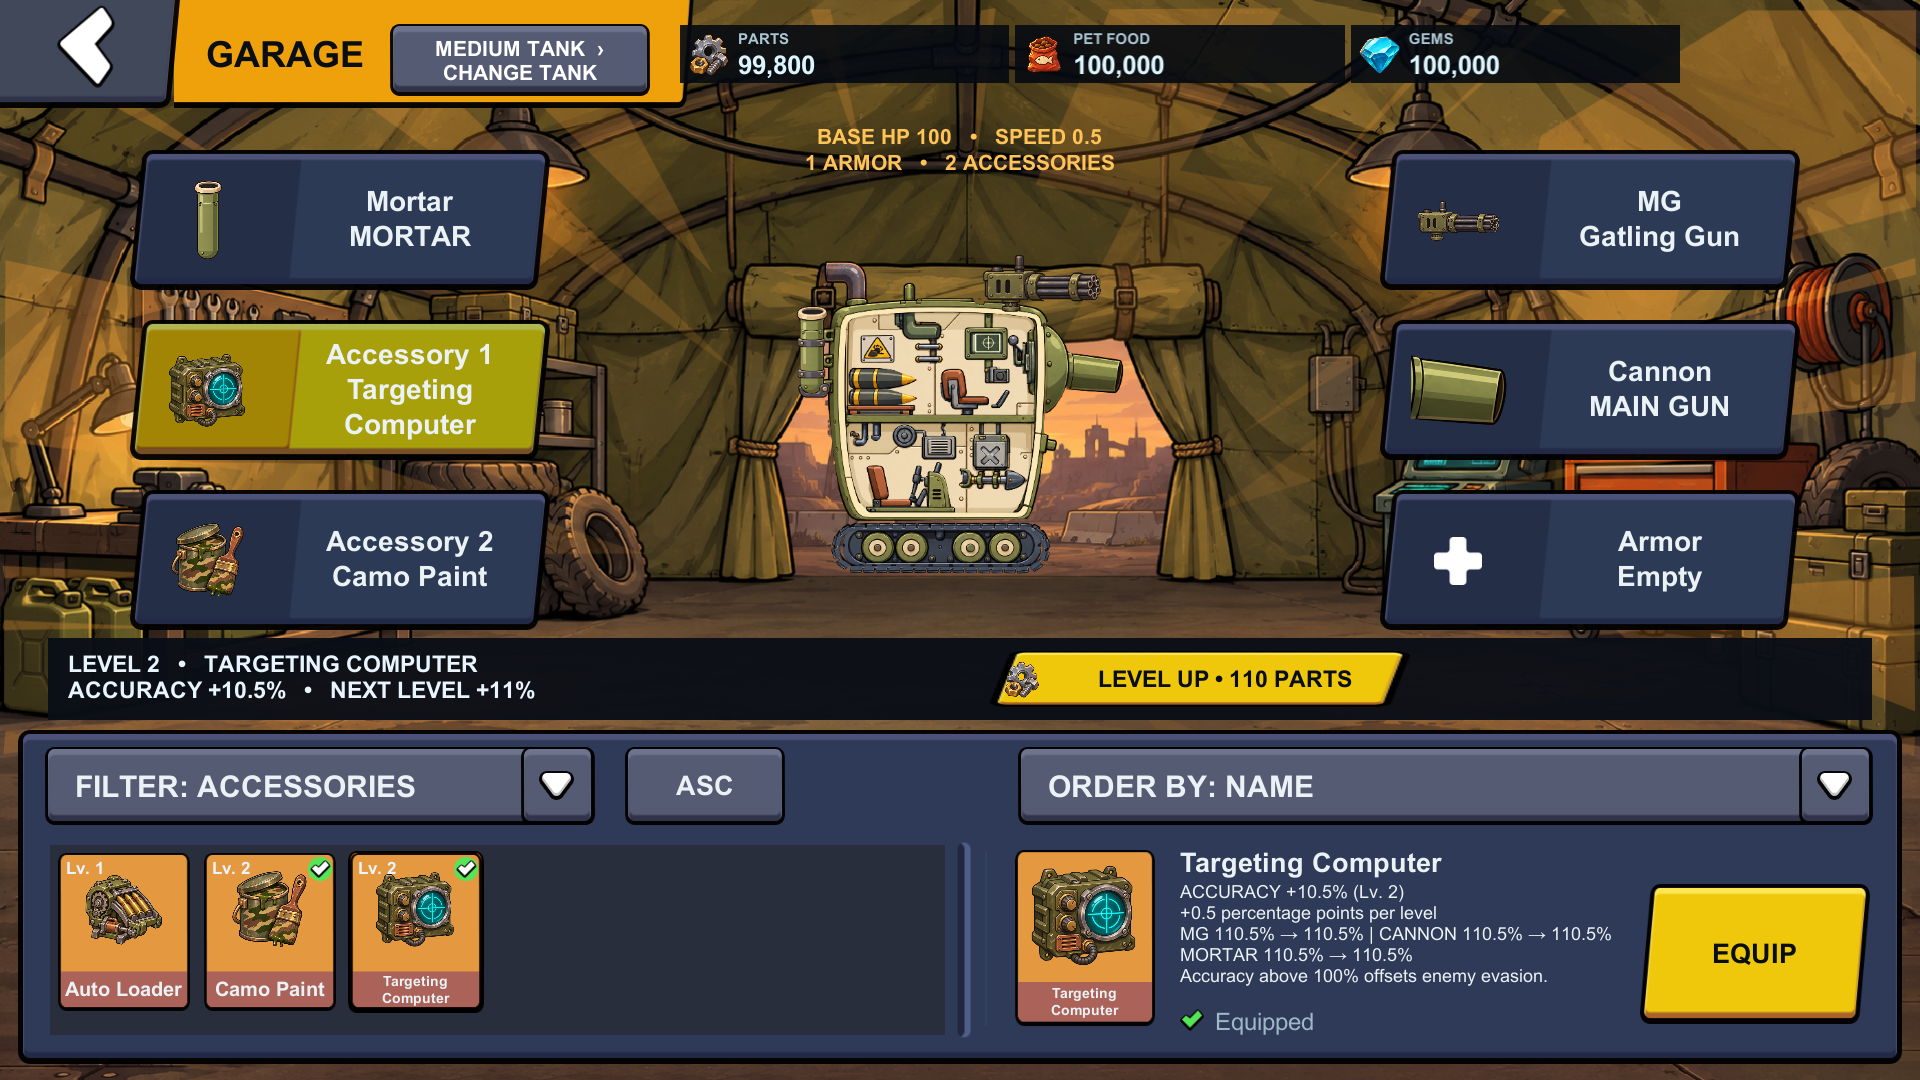 GARAGE
MEDIUM TANK ›
CHANGE TANK
PARTS
99,800
PET FOOD
100,000
GEMS
100,000
BASE HP 100 • SPEED 0.5
1 ARMOR • 2 ACCESSORIES
Mortar
MORTAR
Accessory 1
Targeting
Computer
Accessory 2
Camo Paint
MG
Gatling Gun
Cannon
MAIN GUN
Armor
Empty
LEVEL 2 • TARGETING COMPUTER
ACCURACY +10.5% • NEXT LEVEL +11%
LEVEL UP • 110 PARTS
FILTER: ACCESSORIES
ASC
ORDER BY: NAME
Lv. 1
Auto Loader
Lv. 2
Camo Paint
Lv. 2
Targeting
Computer
Targeting
Computer
Targeting Computer
ACCURACY +10.5% (Lv. 2)
+0.5 percentage points per level
MG 110.5% → 110.5% | CANNON 110.5% → 110.5%
MORTAR 110.5% → 110.5%
Accuracy above 100% offsets enemy evasion.
Equipped
EQUIP